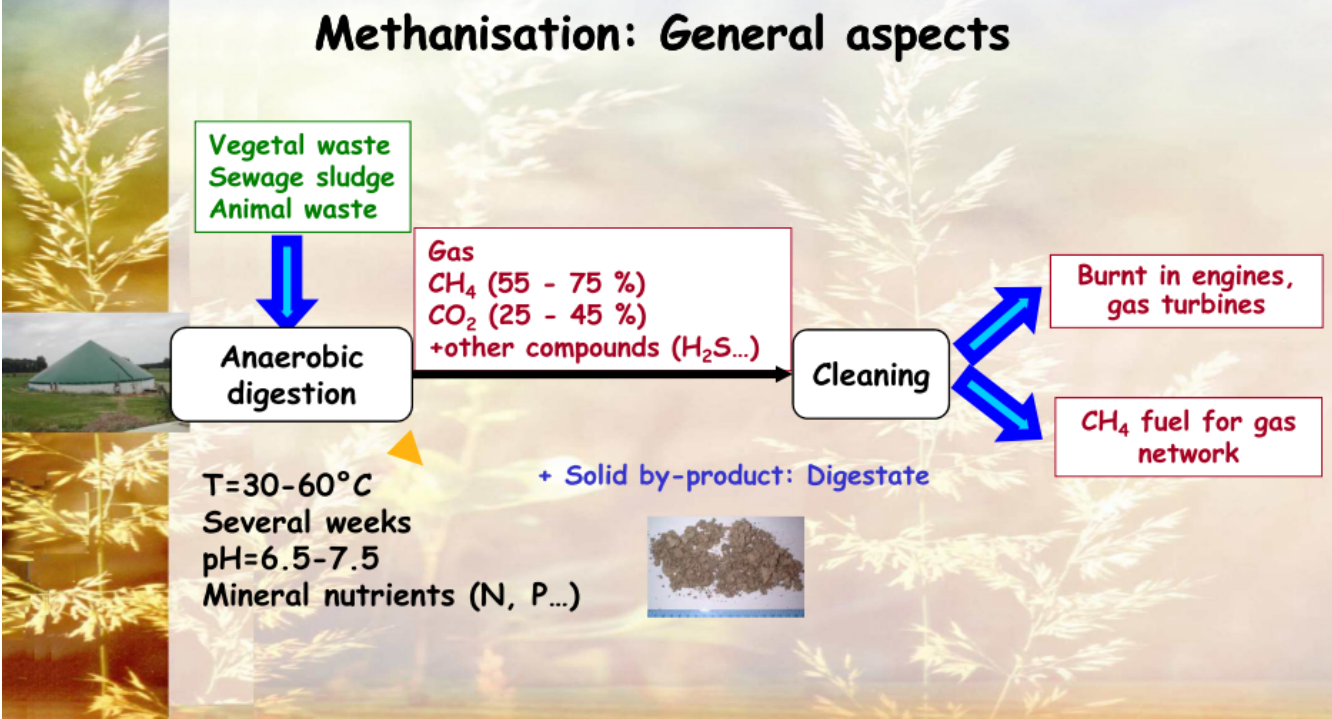 Methanisation: General aspects
Vegetal waste
Sewage sludge
Animal waste
Gas
CH₄ (55 - 75 %)
CO₂ (25 - 45 %)
+other compounds (H₂S…)
Anaerobic
digestion
Cleaning
Burnt in engines,
gas turbines
CH₄ fuel for gas
network
T=30-60°C
Several weeks
pH=6.5-7.5
Mineral nutrients (N, P…)
+ Solid by-product: Digestate